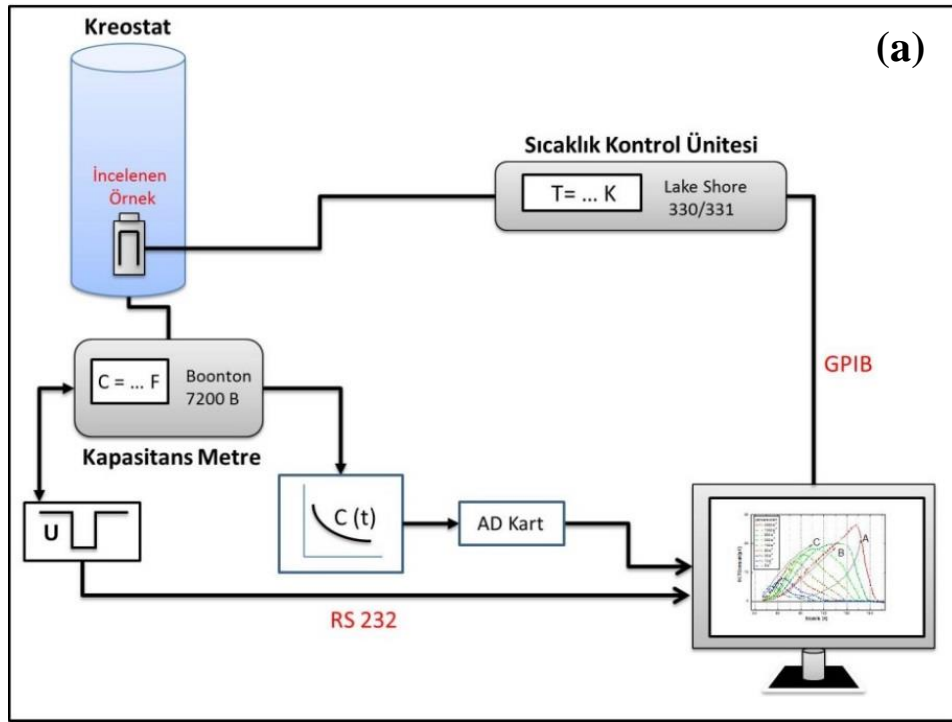 Kreostat
(a)
İncelenen
Örnek
Sıcaklık Kontrol Ünitesi
T= ... K
Lake Shore
330/331
C = ... F
Boonton
7200 B
GPIB
Kapasitans Metre
U
C (t)
AD Kart
RS 232
A
B
C